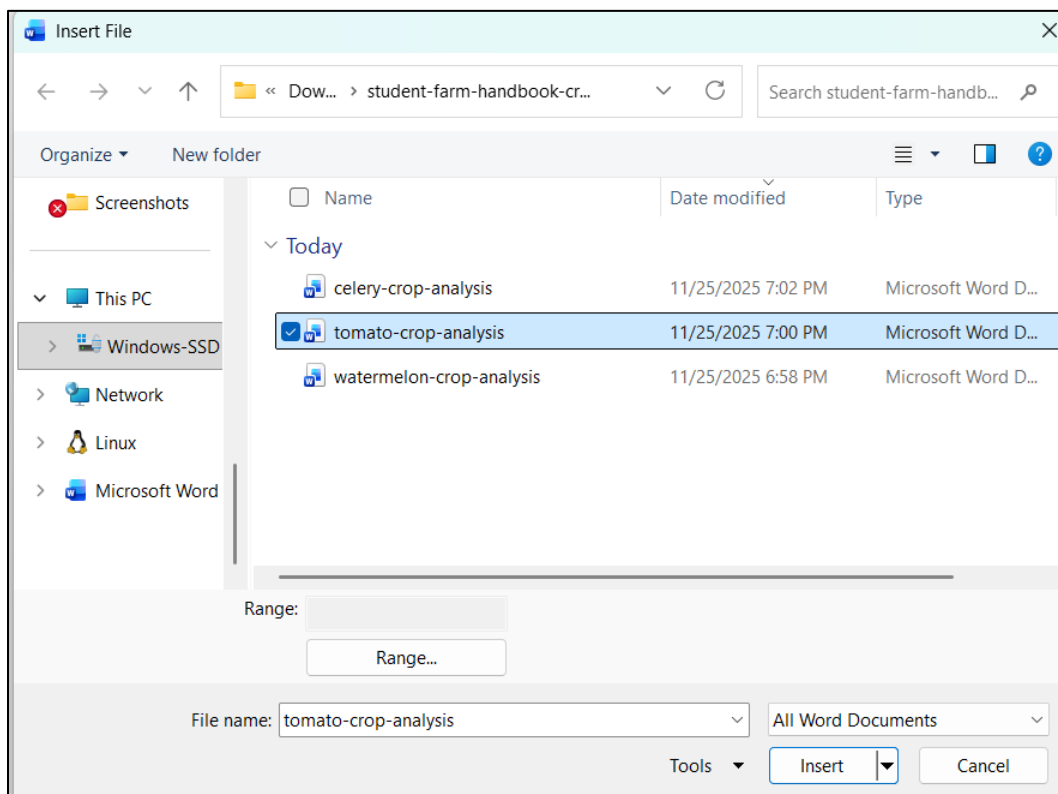 Insert File
« Dow... > student-farm-handbook-cr...
Search student-farm-handb...
Organize
New folder
Screenshots
This PC
Windows-SSD
Network
Linux
Microsoft Word
Name Date modified Type
Today
celery-crop-analysis 11/25/2025 7:02 PM Microsoft Word D...
tomato-crop-analysis 11/25/2025 7:00 PM Microsoft Word D...
watermelon-crop-analysis 11/25/2025 6:58 PM Microsoft Word D...
Range:
Range...
File name: tomato-crop-analysis All Word Documents
Tools Insert Cancel